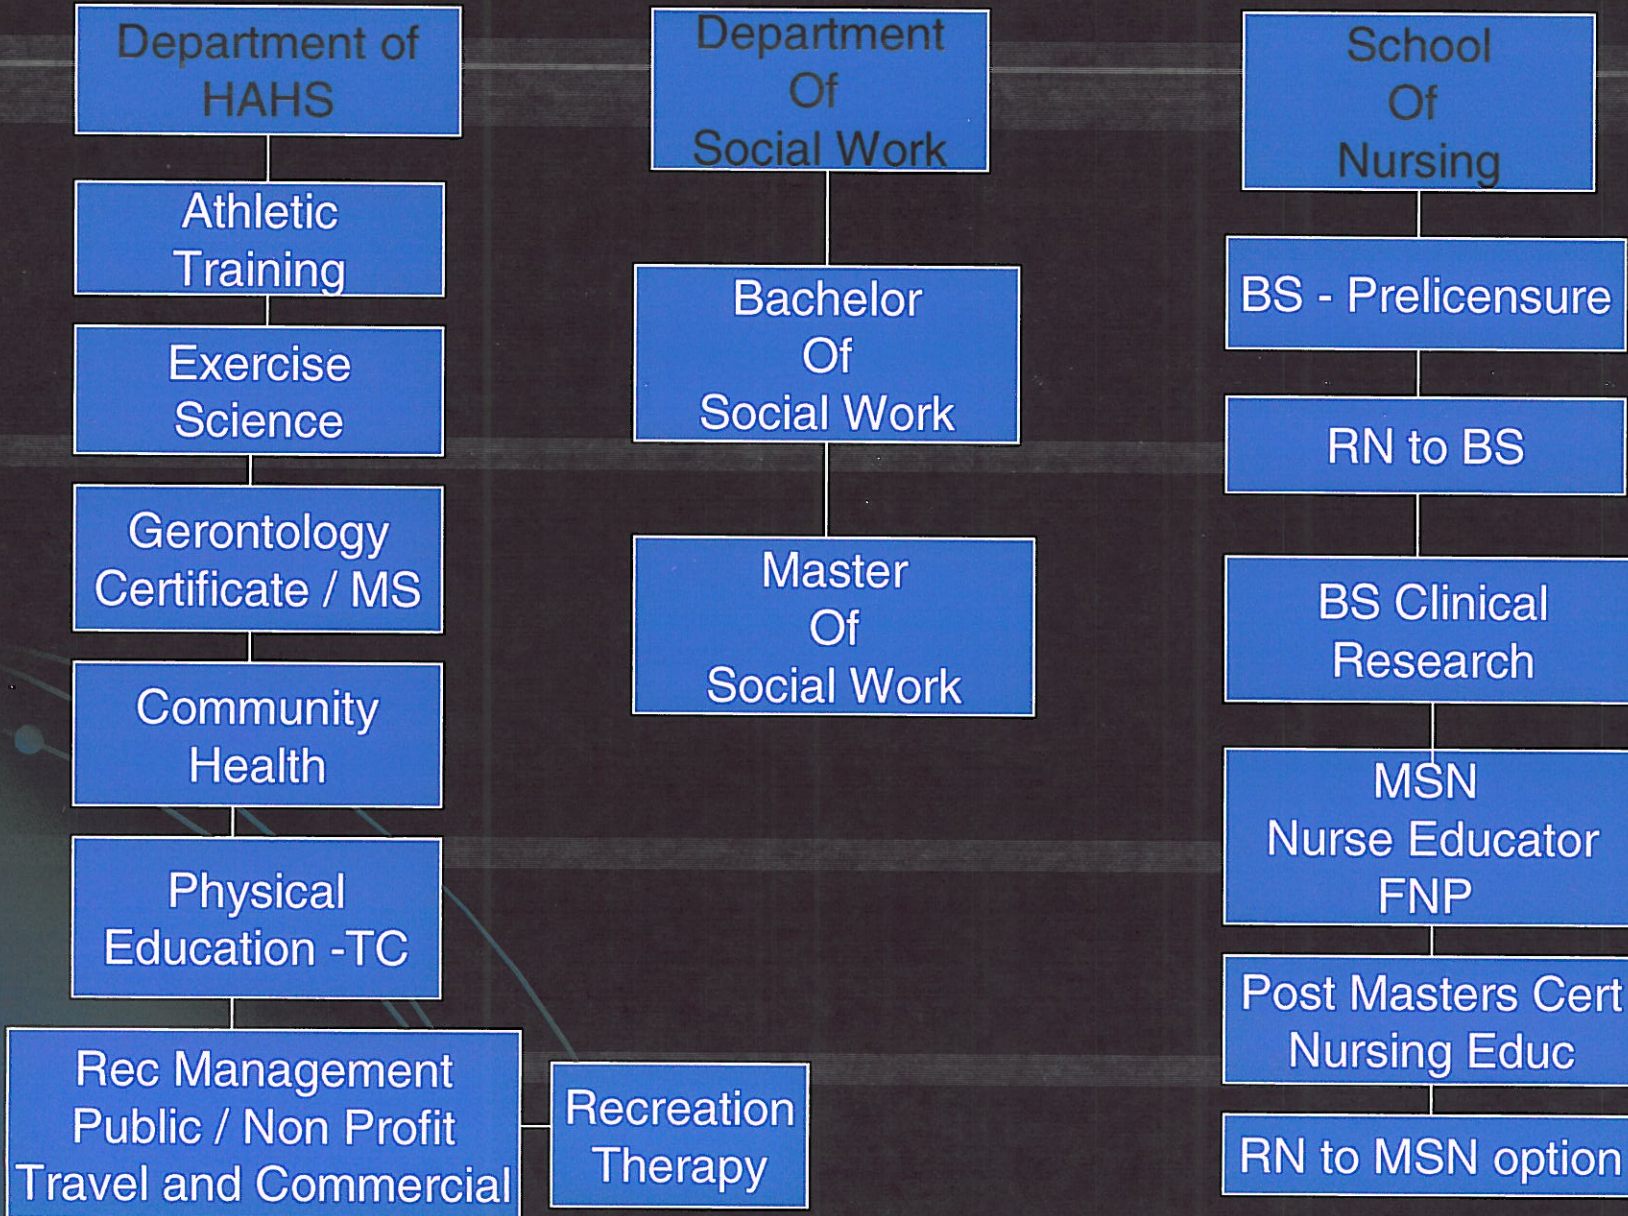 Department of
HAHS
Athletic
Training
Exercise
Science
Gerontology
Certificate / MS
Community
Health
Physical
Education -TC
Rec Management
Public / Non Profit
Travel and Commercial
Recreation
Therapy
Department
Of
Social Work
Bachelor
Of
Social Work
Master
Of
Social Work
School
Of
Nursing
BS - Prelicensure
RN to BS
BS Clinical
Research
MSN
Nurse Educator
FNP
Post Masters Cert
Nursing Educ
RN to MSN option